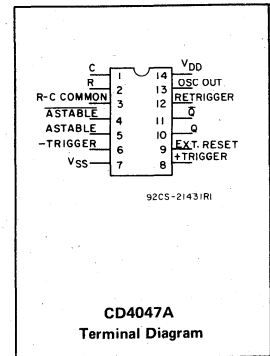 C 1 14 VDD
R 2 13 OSC OUT
R-C COMMON 3 12 RETRIGGER
A̅S̅T̅A̅B̅L̅E̅ 4 11 Q̅
ASTABLE 5 10 Q
-TRIGGER 6 9 EXT. RESET
VSS 7 8 +TRIGGER
92CS-21431R1
CD4047A
Terminal Diagram